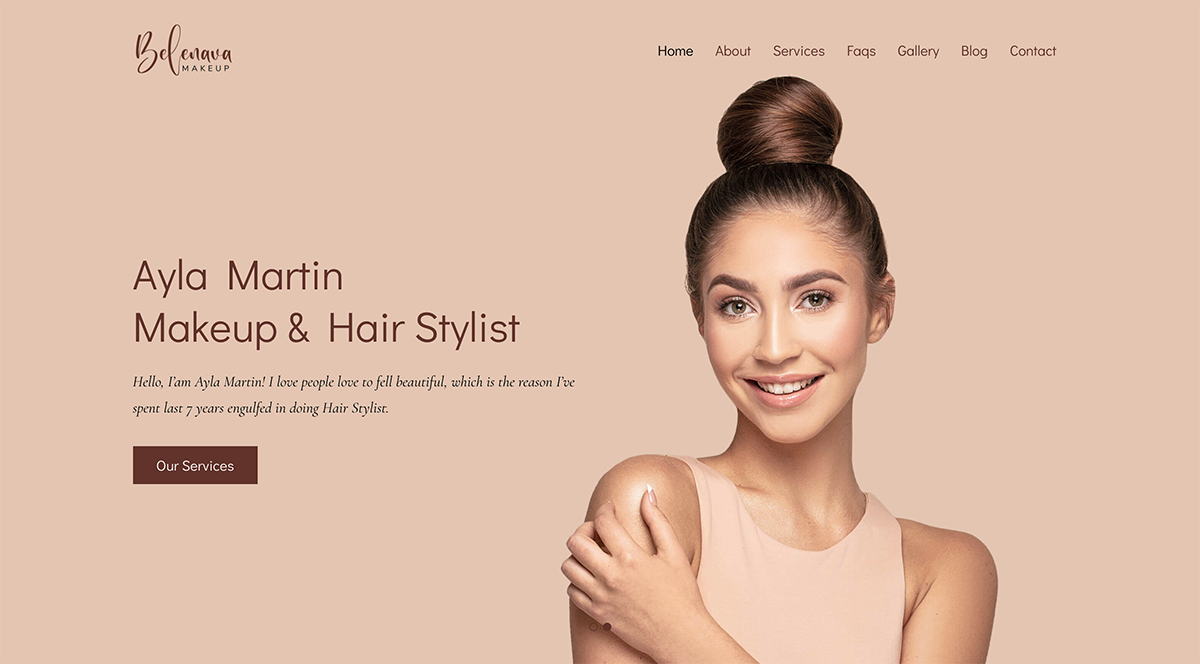 Belenava
MAKEUP
Home About Services Faqs Gallery Blog Contact
Ayla Martin
Makeup & Hair Stylist
Hello, I'am Ayla Martin! I love people love to fell beautiful, which is the reason I've
spent last 7 years engulfed in doing Hair Stylist.
Our Services